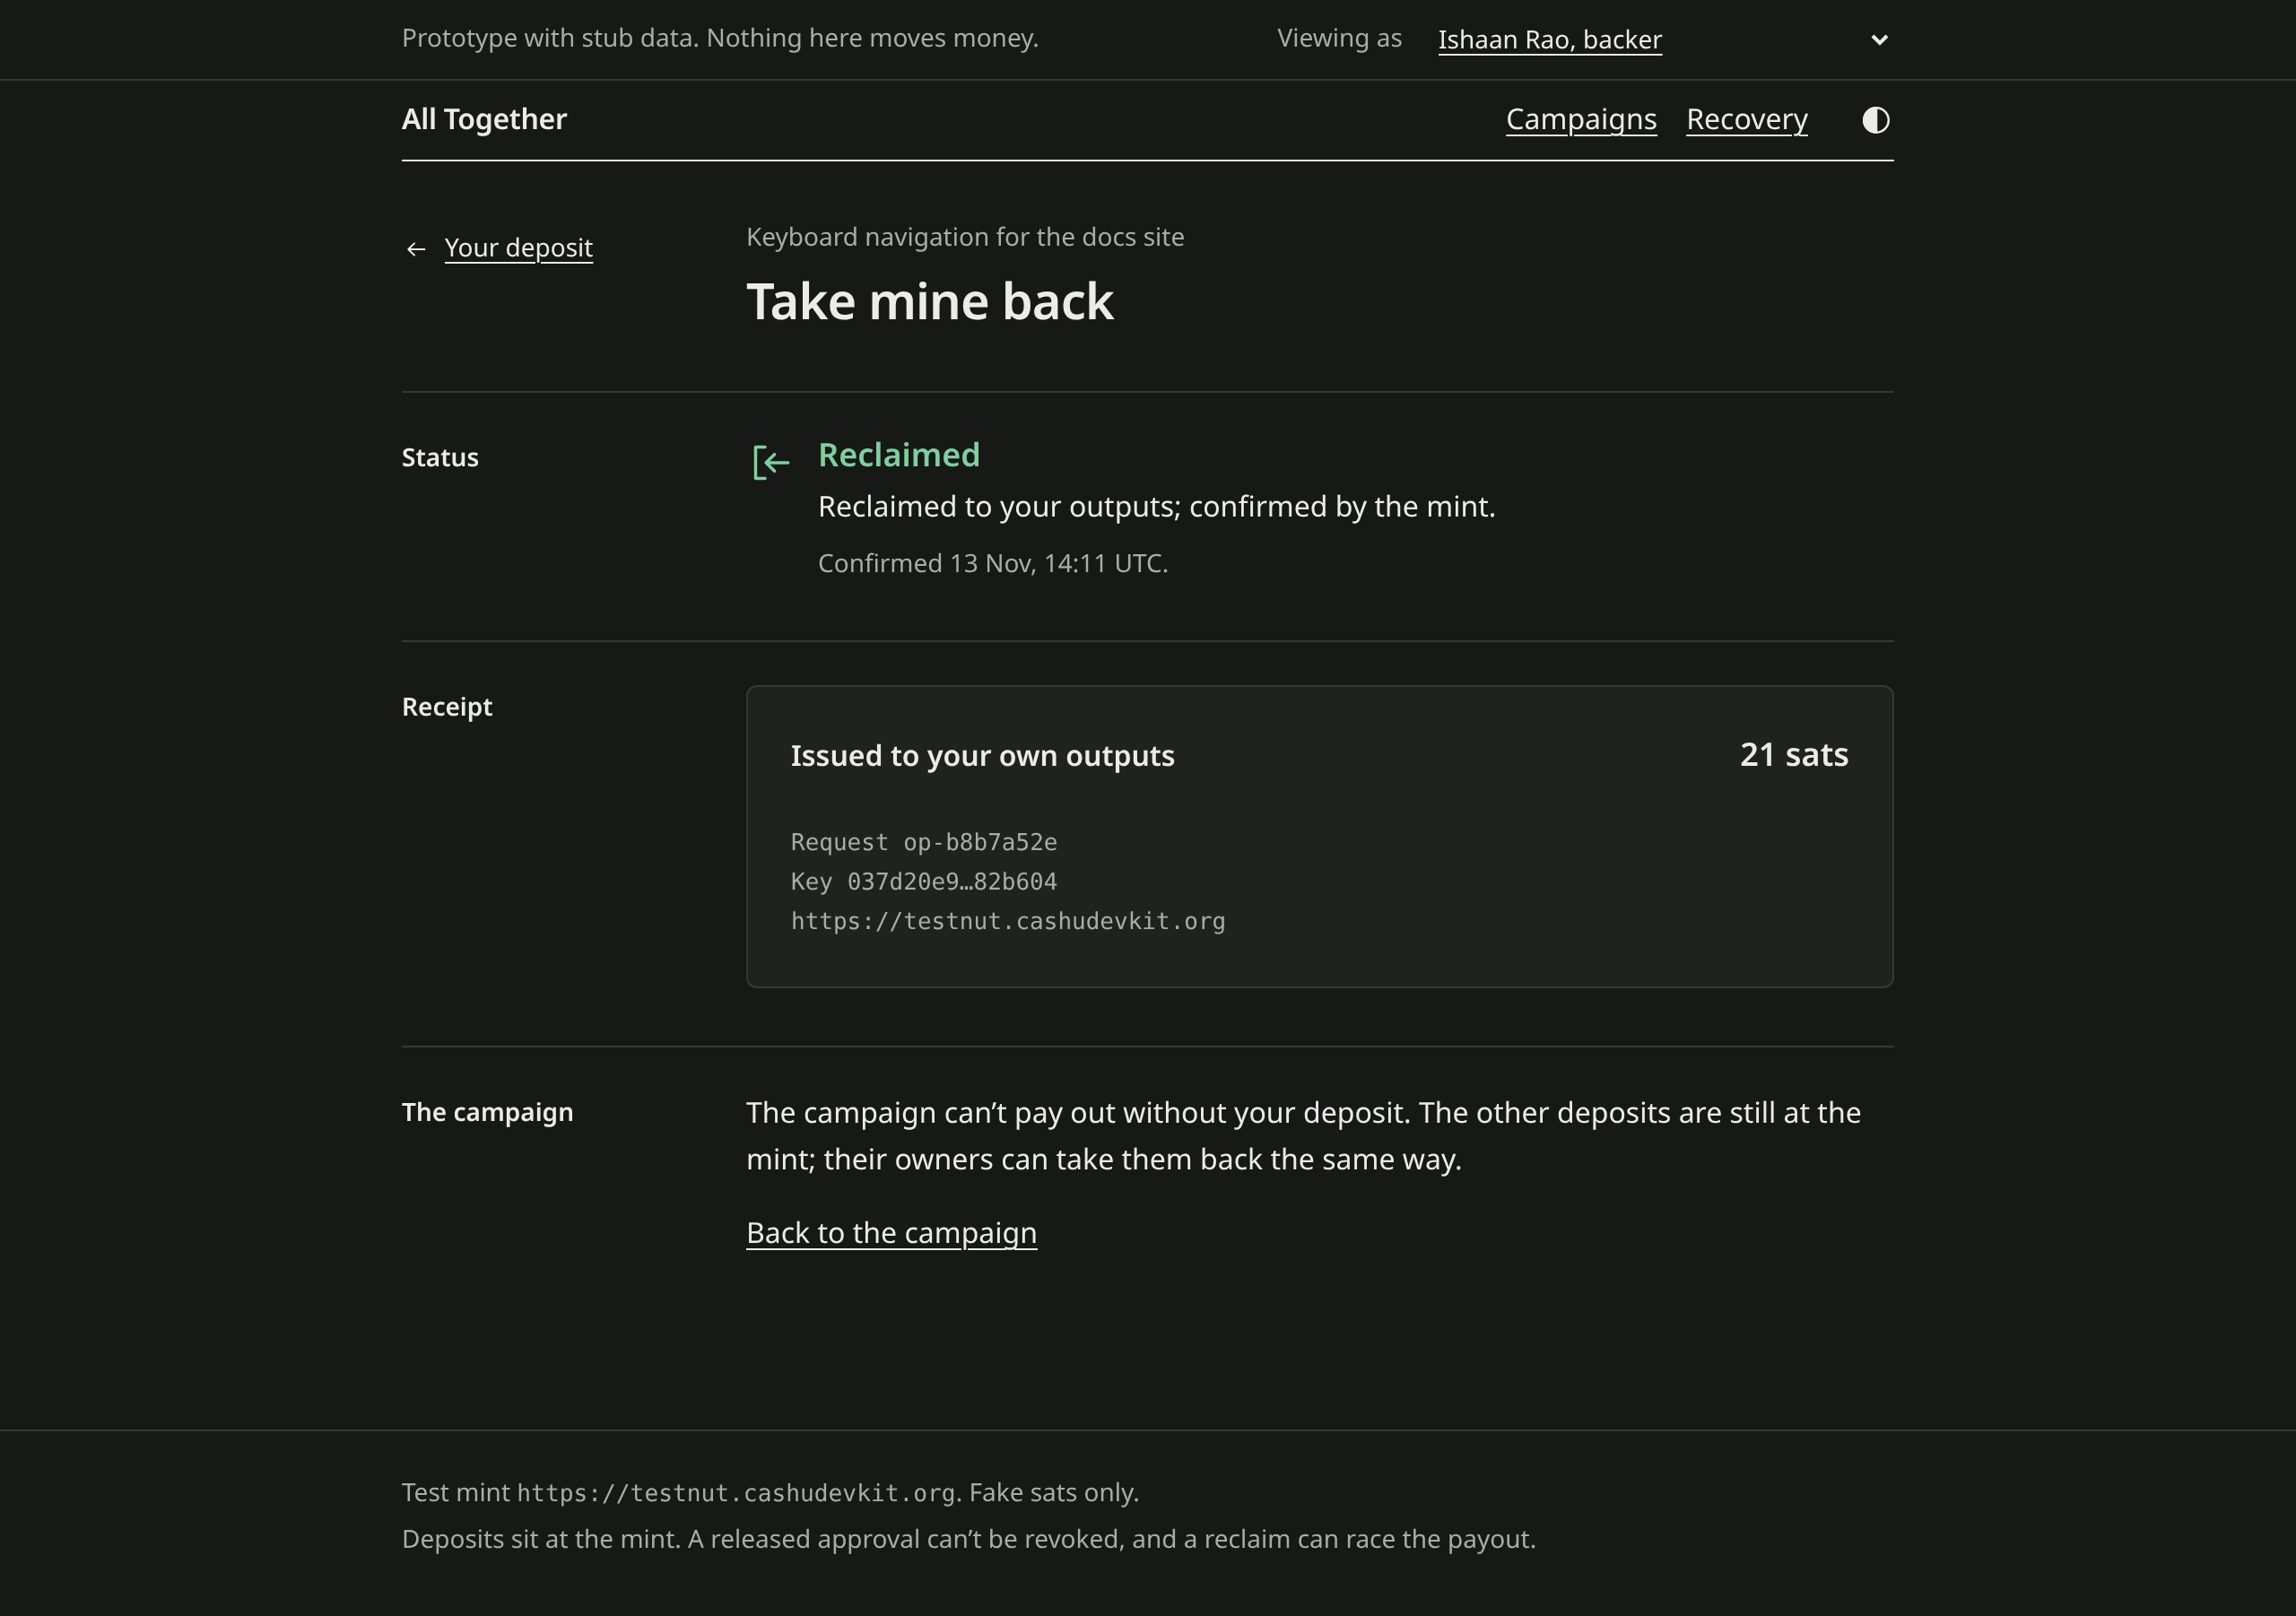 Prototype with stub data. Nothing here moves money.
Viewing as Ishaan Rao, backer
All Together
Campaigns Recovery
← Your deposit
Keyboard navigation for the docs site
Take mine back
Status
Reclaimed
Reclaimed to your outputs; confirmed by the mint.
Confirmed 13 Nov, 14:11 UTC.
Receipt
Issued to your own outputs
21 sats
Request op-b8b7a52e
Key 037d20e9…82b604
https://testnut.cashudevkit.org
The campaign
The campaign can’t pay out without your deposit. The other deposits are still at the
mint; their owners can take them back the same way.
Back to the campaign
Test mint https://testnut.cashudevkit.org. Fake sats only.
Deposits sit at the mint. A released approval can’t be revoked, and a reclaim can race the payout.